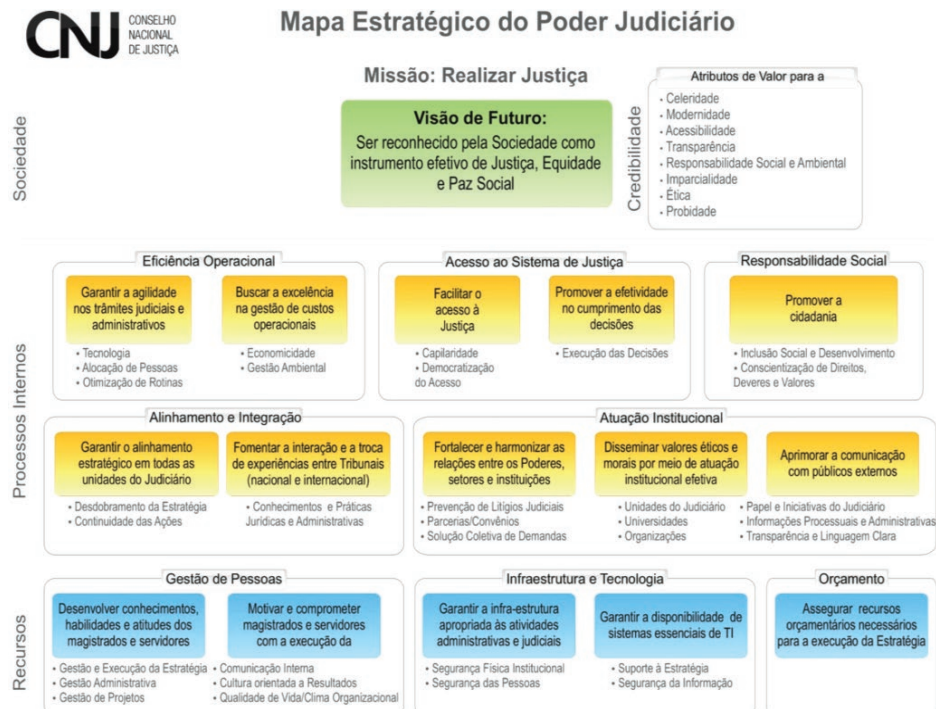 CNJ
CONSELHO
NACIONAL
DE JUSTIÇA
Mapa Estratégico do Poder Judiciário
Missão: Realizar Justiça
Sociedade
Visão de Futuro:
Ser reconhecido pela Sociedade como
instrumento efetivo de Justiça, Equidade
e Paz Social
Credibilidade
Atributos de Valor para a
• Celeridade
• Modernidade
• Acessibilidade
• Transparência
• Responsabilidade Social e Ambiental
• Imparcialidade
• Ética
• Probidade
Processos Internos
Eficiência Operacional
Garantir a agilidade
nos trâmites judiciais e
administrativos
• Tecnologia
• Alocação de Pessoas
• Otimização de Rotinas
Buscar a excelência
na gestão de custos
operacionais
• Economicidade
• Gestão Ambiental
Acesso ao Sistema de Justiça
Facilitar o
acesso à
Justiça
• Capilaridade
• Democratização
do Acesso
Promover a efetividade
no cumprimento das
decisões
• Execução das Decisões
Responsabilidade Social
Promover a
cidadania
• Inclusão Social e Desenvolvimento
• Conscientização de Direitos,
Deveres e Valores
Alinhamento e Integração
Garantir o alinhamento
estratégico em todas as
unidades do Judiciário
• Desdobramento da Estratégia
• Continuidade das Ações
Fomentar a interação e a troca
de experiências entre Tribunais
(nacional e internacional)
• Conhecimentos e Práticas
Jurídicas e Administrativas
Atuação Institucional
Fortalecer e harmonizar as
relações entre os Poderes,
setores e instituições
• Prevenção de Litígios Judiciais
• Parcerias/Convênios
• Solução Coletiva de Demandas
Disseminar valores éticos e
morais por meio de atuação
institucional efetiva
• Unidades do Judiciário
• Universidades
• Organizações
Aprimorar a comunicação
com públicos externos
• Papel e Iniciativas do Judiciário
• Informações Processuais e Administrativas
• Transparência e Linguagem Clara
Recursos
Gestão de Pessoas
Desenvolver conhecimentos,
habilidades e atitudes dos
magistrados e servidores
• Gestão e Execução da Estratégia
• Gestão Administrativa
• Gestão de Projetos
Motivar e comprometer
magistrados e servidores
com a execução da
• Comunicação Interna
• Cultura orientada a Resultados
• Qualidade de Vida/Clima Organizacional
Infraestrutura e Tecnologia
Garantir a infra-estrutura
apropriada às atividades
administrativas e judiciais
• Segurança Física Institucional
• Segurança das Pessoas
Garantir a disponibilidade de
sistemas essenciais de TI
• Suporte à Estratégia
• Segurança da Informação
Orçamento
Assegurar recursos
orçamentários necessários
para a execução da Estratégia